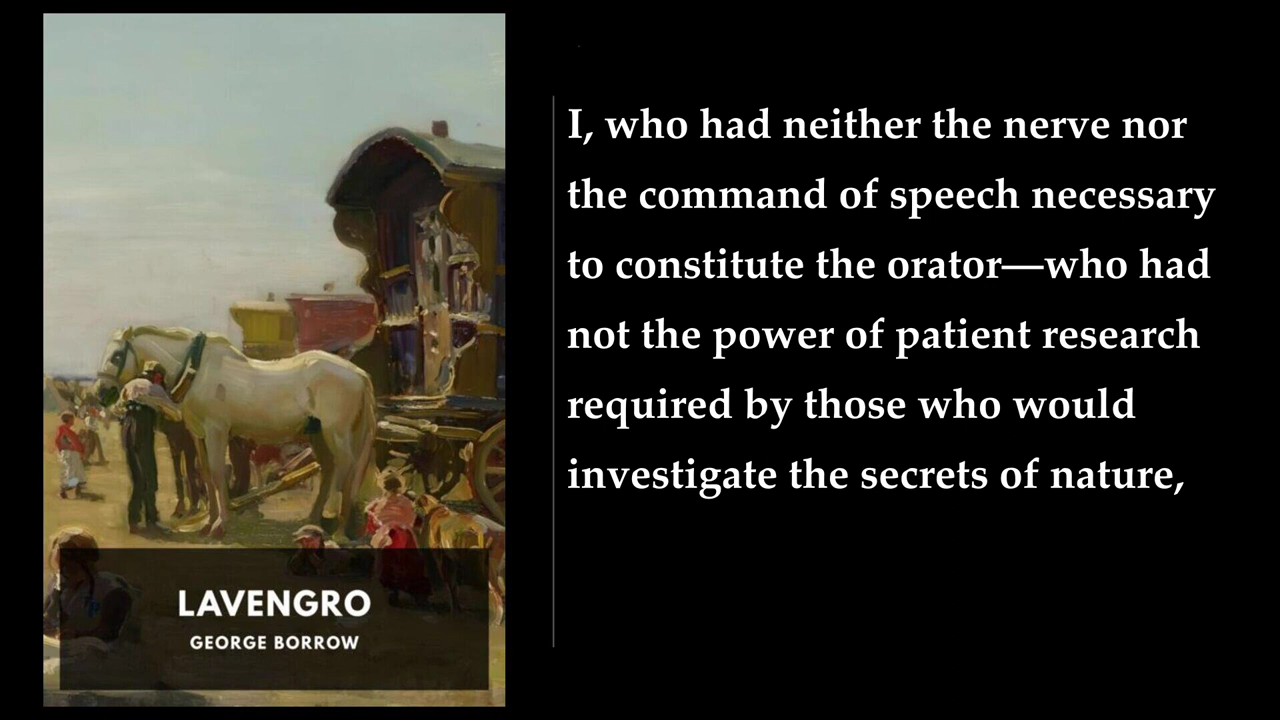 LAVENGRO
GEORGE BORROW
I, who had neither the nerve nor
the command of speech necessary
to constitute the orator—who had
not the power of patient research
required by those who would
investigate the secrets of nature,